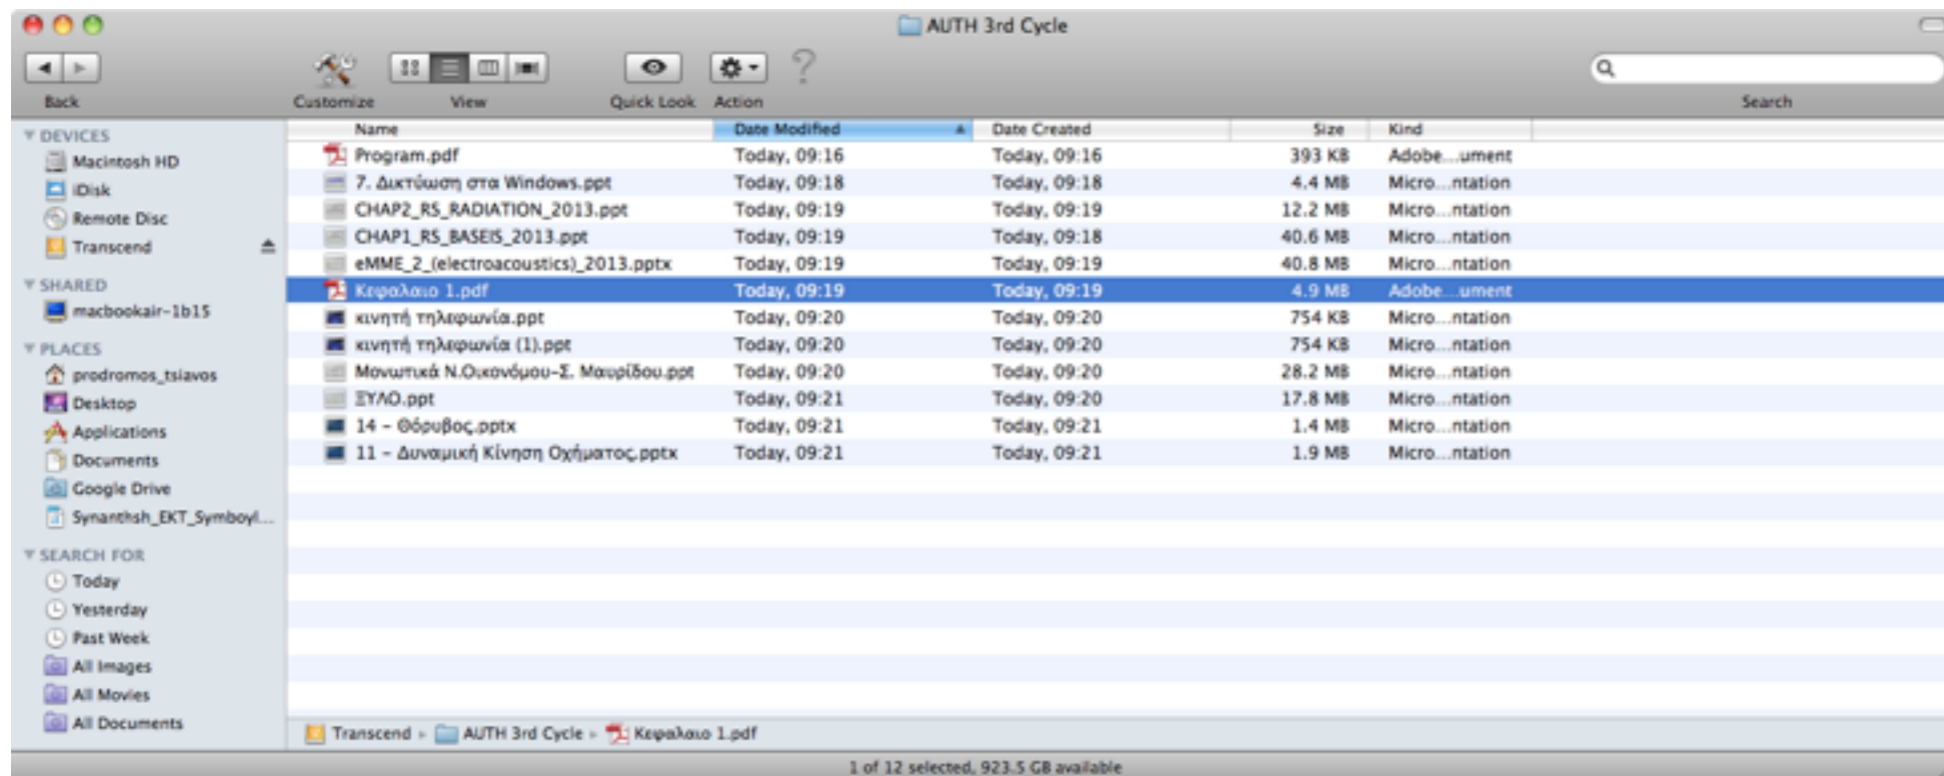 AUTH 3rd Cycle
Back Customize View Quick Look Action Search
DEVICES
Macintosh HD
iDisk
Remote Disc
Transcend
SHARED
macbookair-1b15
PLACES
prodromos_tsiavos
Desktop
Applications
Documents
Google Drive
Synanthsh_EKT_Symboyl...
SEARCH FOR
Today
Yesterday
Past Week
All Images
All Movies
All Documents
Name Date Modified Date Created Size Kind
Program.pdf Today, 09:16 Today, 09:16 393 KB Adobe...ument
7. Δικτύωση στα Windows.ppt Today, 09:18 Today, 09:18 4.4 MB Micro...ntation
CHAP2_RS_RADIATION_2013.ppt Today, 09:19 Today, 09:19 12.2 MB Micro...ntation
CHAP1_RS_BASEIS_2013.ppt Today, 09:19 Today, 09:18 40.6 MB Micro...ntation
eMME_2_(electroacoustics)_2013.pptx Today, 09:19 Today, 09:19 40.8 MB Micro...ntation
Κεφαλαιο 1.pdf Today, 09:19 Today, 09:19 4.9 MB Adobe...ument
κινητή τηλεφωνία.ppt Today, 09:20 Today, 09:20 754 KB Micro...ntation
κινητή τηλεφωνία (1).ppt Today, 09:20 Today, 09:20 754 KB Micro...ntation
Μονωτικά Ν.Οικονόμου-Σ. Μαυρίδου.ppt Today, 09:20 Today, 09:20 28.2 MB Micro...ntation
ΞΥΛΟ.ppt Today, 09:21 Today, 09:20 17.8 MB Micro...ntation
14 - Θόρυβος.pptx Today, 09:21 Today, 09:21 1.4 MB Micro...ntation
11 - Δυναμική Κίνηση Οχήματος.pptx Today, 09:21 Today, 09:21 1.9 MB Micro...ntation
Transcend ▸ AUTH 3rd Cycle ▸ Κεφαλαιο 1.pdf
1 of 12 selected, 923.5 GB available